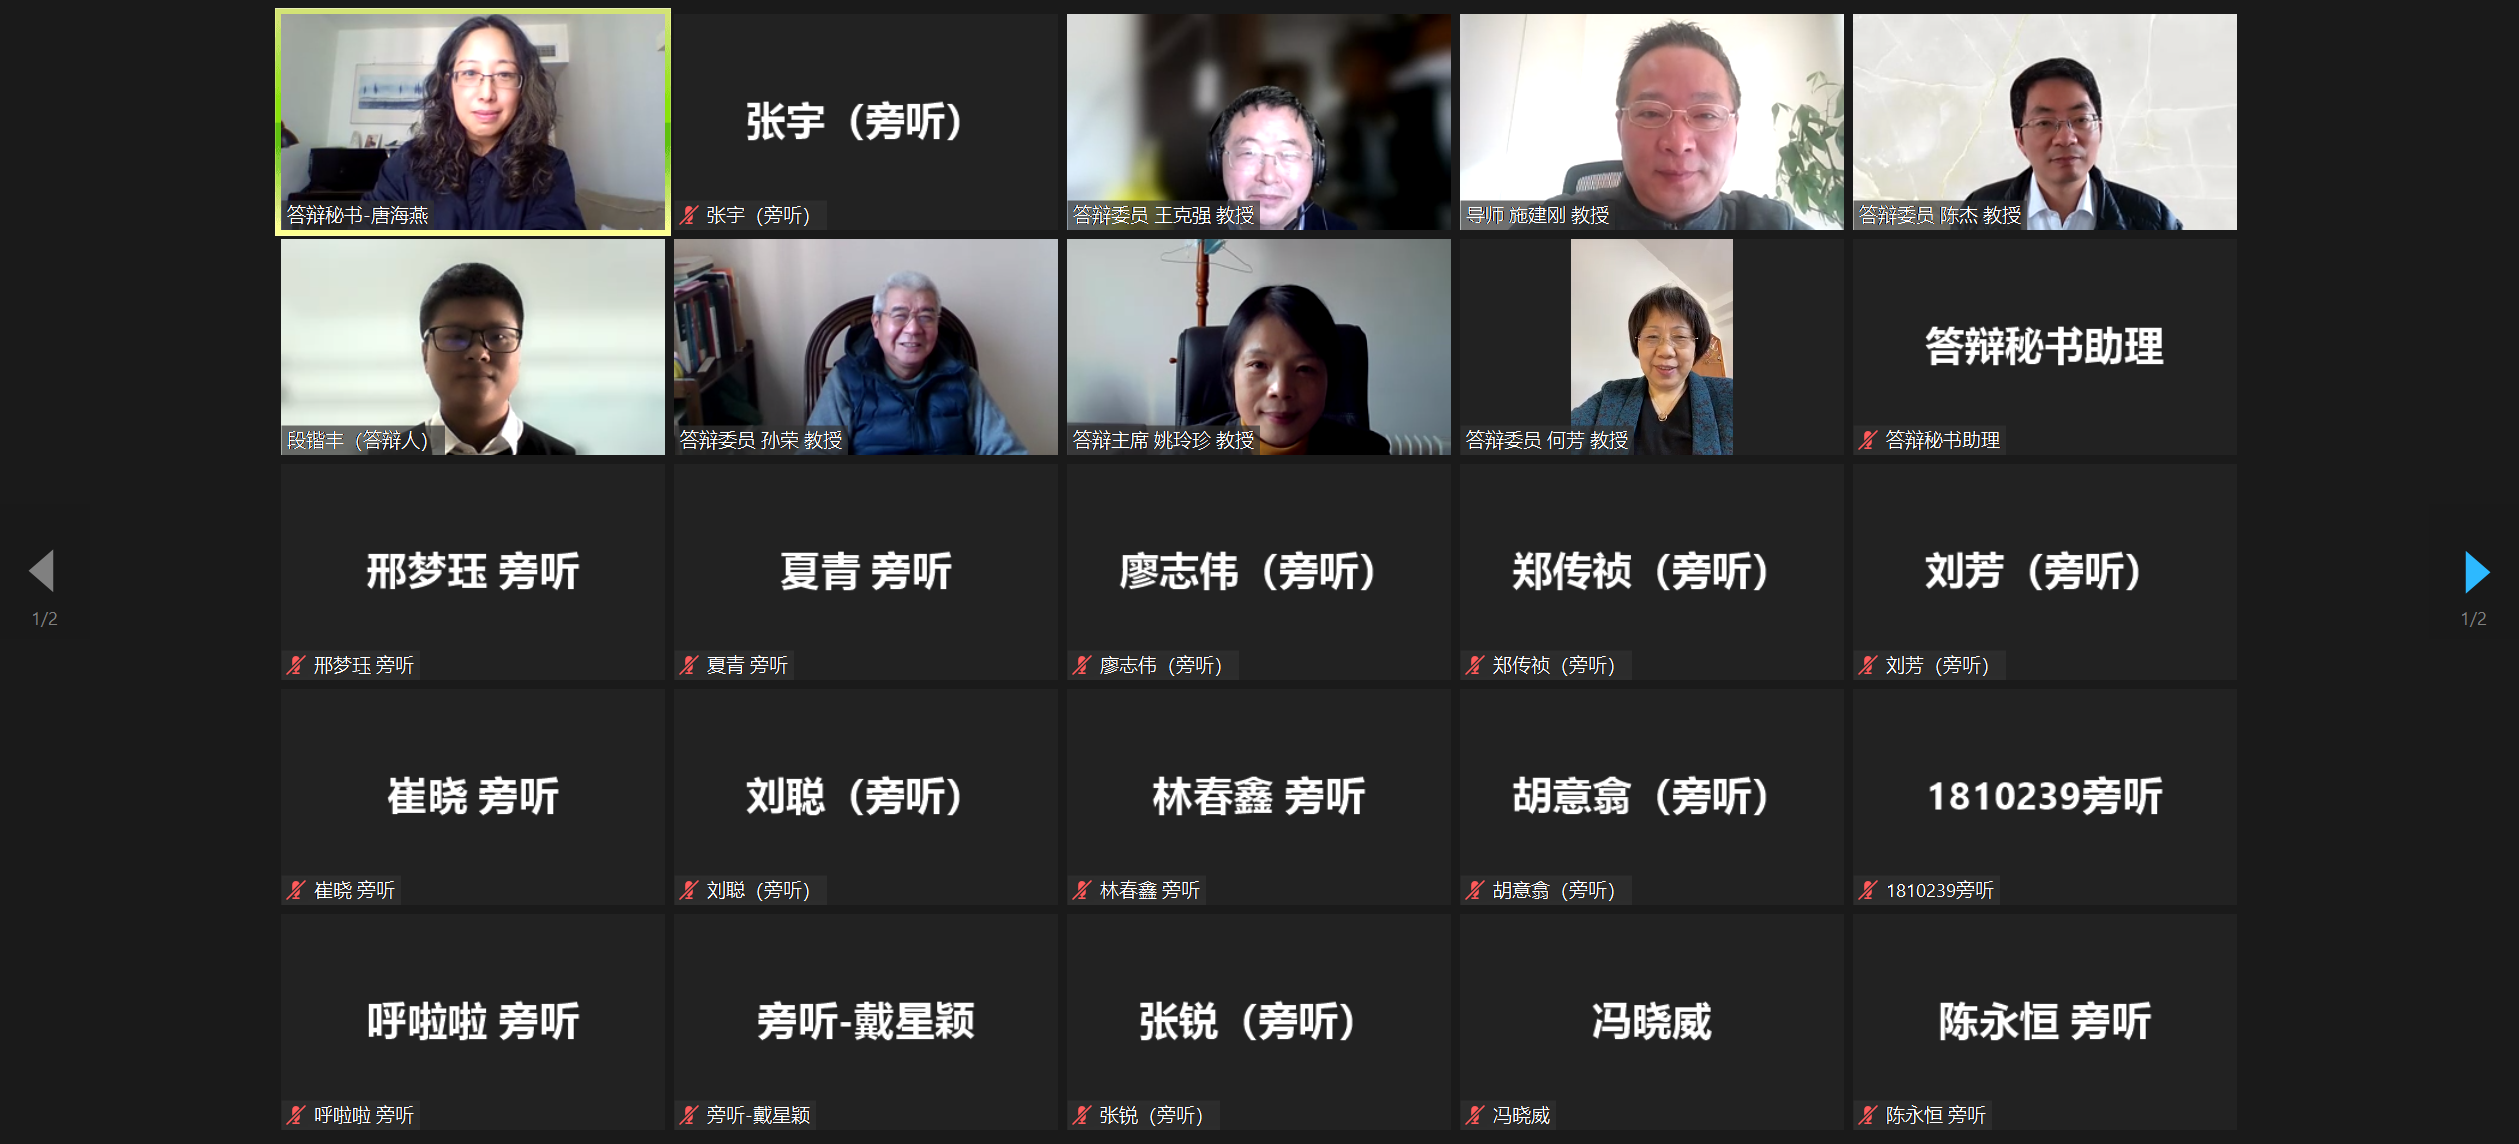 答辩秘书-唐海燕
张宇（旁听）
张宇（旁听）
答辩委员 王克强 教授
导师 施建刚 教授
答辩委员 陈杰 教授
段锴丰（答辩人）
答辩委员 孙荣 教授
答辩主席 姚玲珍 教授
答辩委员 何芳 教授
答辩秘书助理
答辩秘书助理
邢梦珏 旁听
邢梦珏 旁听
夏青 旁听
夏青 旁听
廖志伟（旁听）
廖志伟（旁听）
郑传祯（旁听）
郑传祯（旁听）
刘芳（旁听）
刘芳（旁听）
1/2
1/2
崔晓 旁听
崔晓 旁听
刘聪（旁听）
刘聪（旁听）
林春鑫 旁听
林春鑫 旁听
胡意翕（旁听）
胡意翕（旁听）
1810239旁听
1810239旁听
呼啦啦 旁听
呼啦啦 旁听
旁听-戴星颖
旁听-戴星颖
张锐（旁听）
张锐（旁听）
冯晓威
冯晓威
陈永恒 旁听
陈永恒 旁听